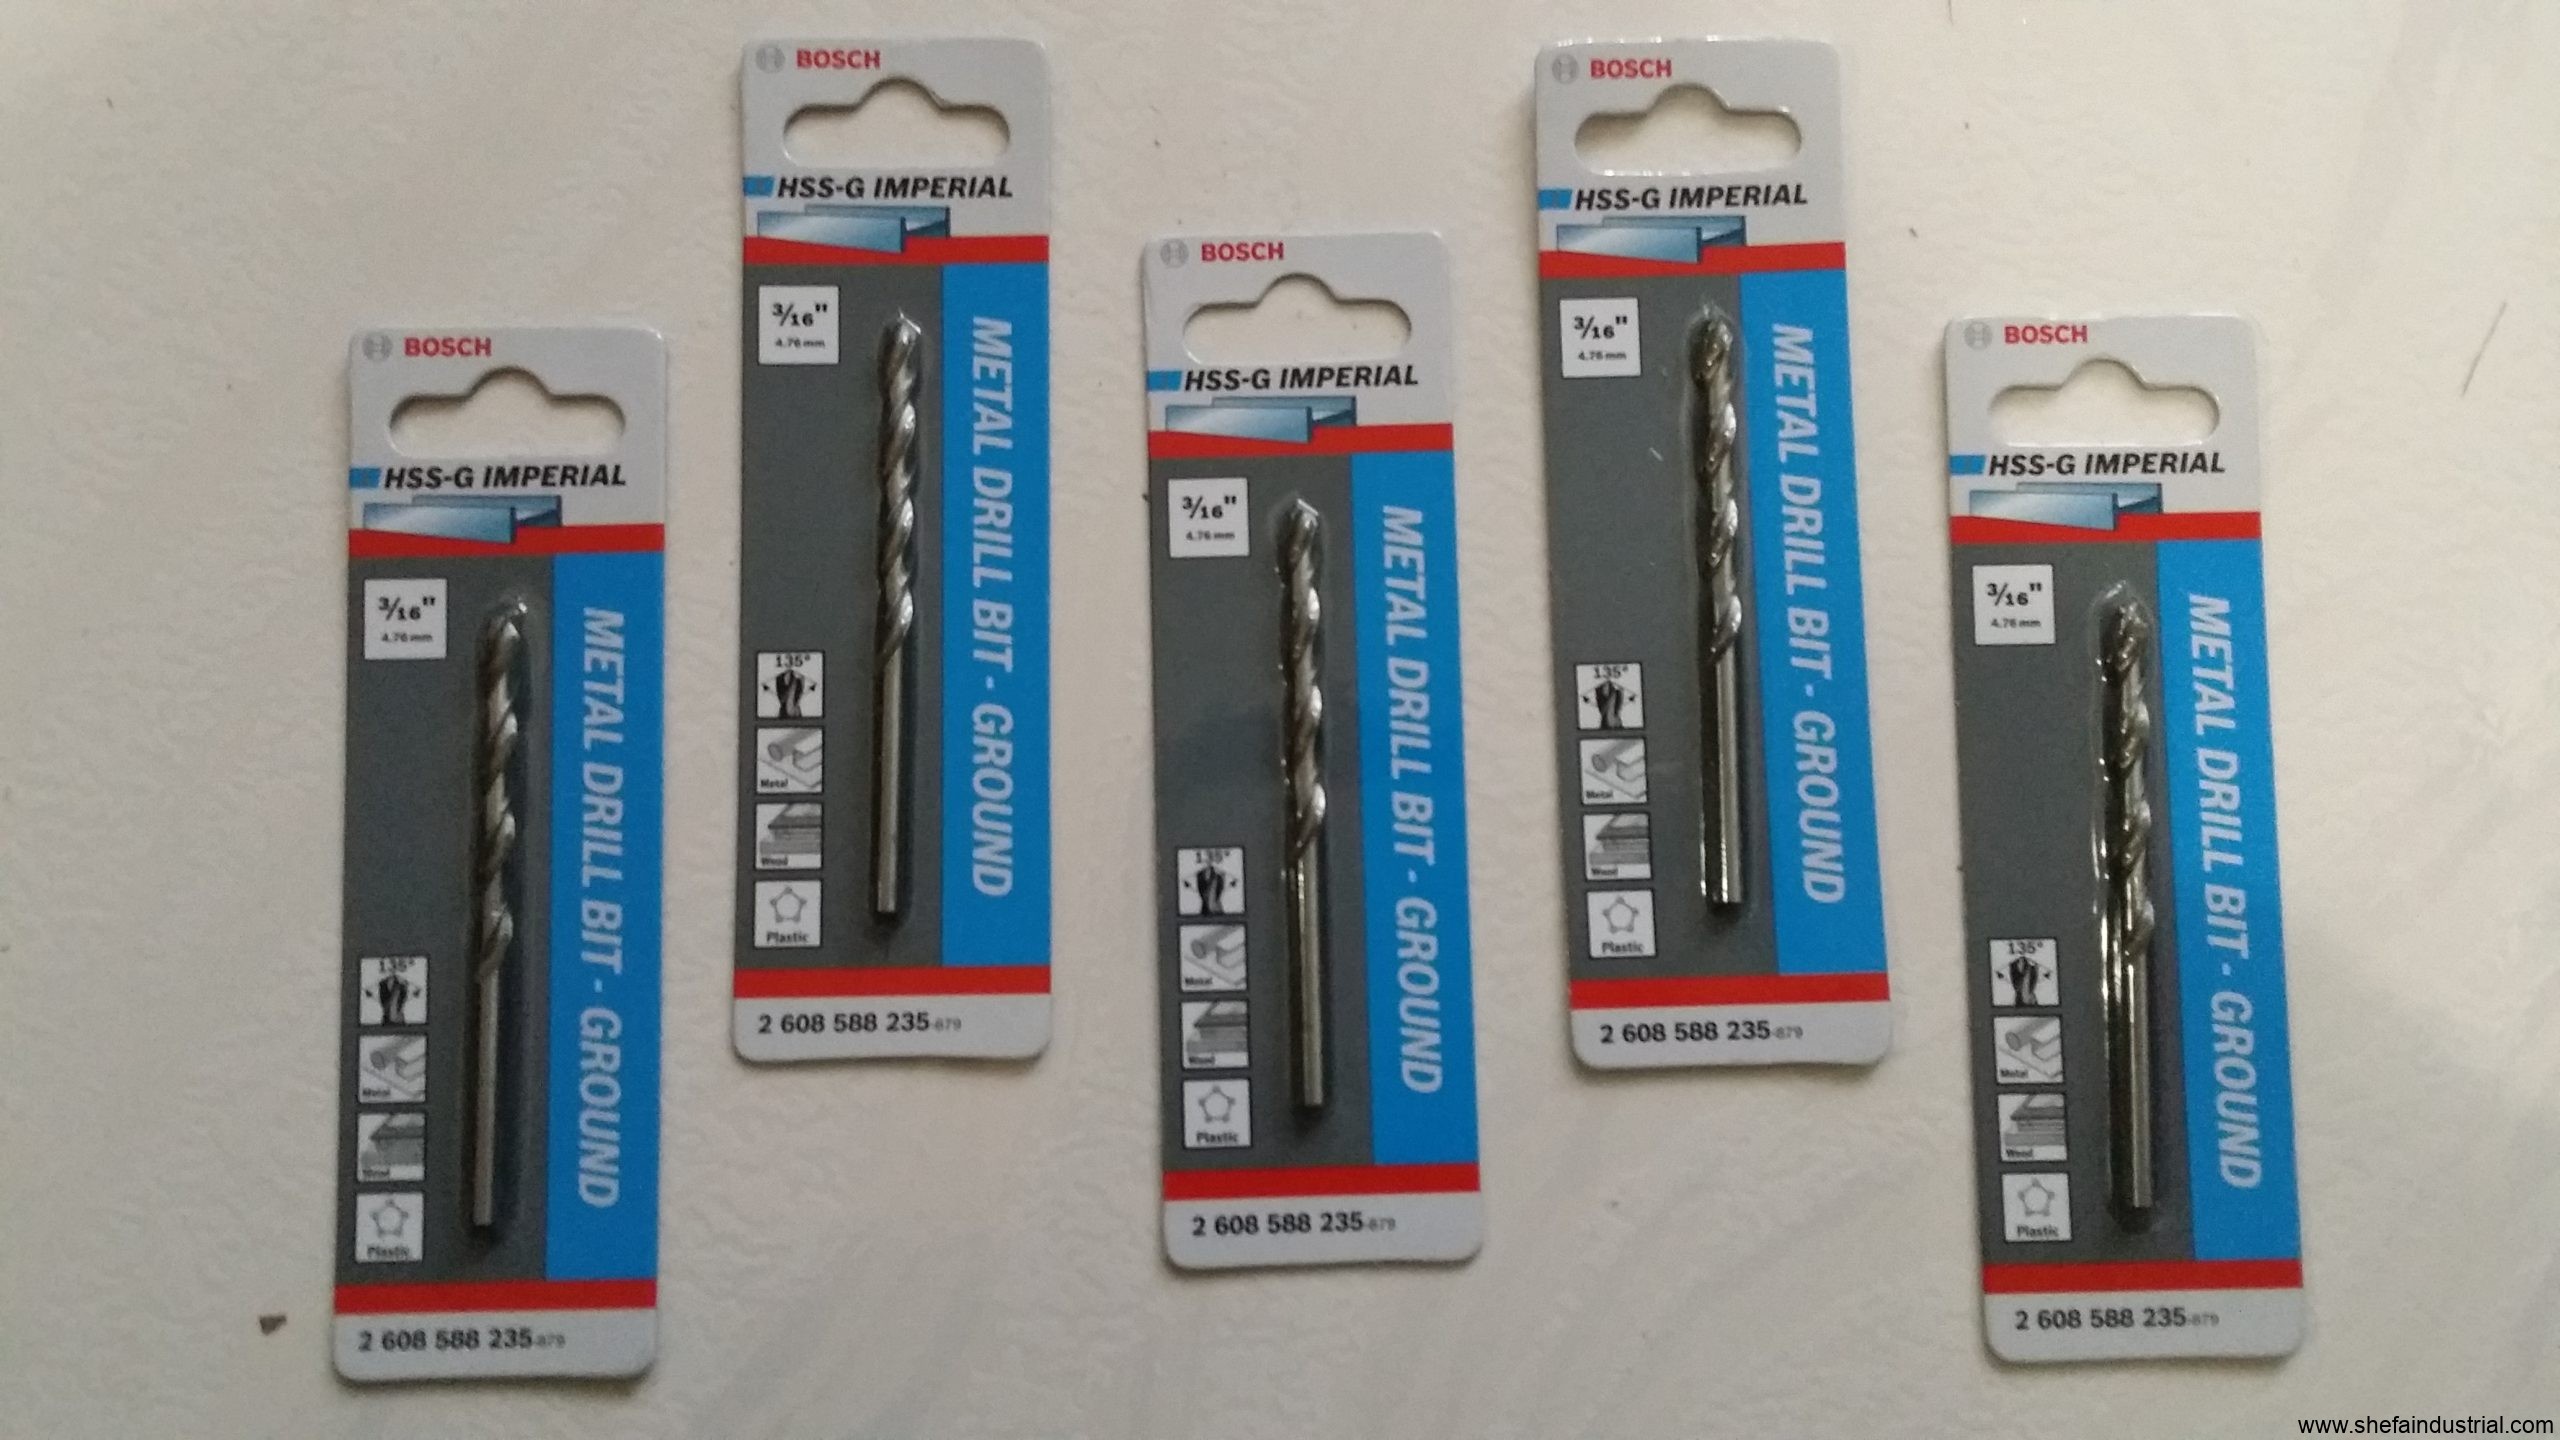 BOSCH
HSS-G IMPERIAL
3/16"
4.76 mm
METAL DRILL BIT - GROUND
135°
Metal
Wood
Plastic
2 608 588 235-879
BOSCH
HSS-G IMPERIAL
3/16"
4.76 mm
METAL DRILL BIT - GROUND
135°
Metal
Wood
Plastic
2 608 588 235-879
BOSCH
HSS-G IMPERIAL
3/16"
4.76 mm
METAL DRILL BIT - GROUND
135°
Metal
Wood
Plastic
2 608 588 235-879
BOSCH
HSS-G IMPERIAL
3/16"
4.76 mm
METAL DRILL BIT - GROUND
135°
Metal
Wood
Plastic
2 608 588 235-879
BOSCH
HSS-G IMPERIAL
3/16"
4.76 mm
METAL DRILL BIT - GROUND
135°
Metal
Wood
Plastic
2 608 588 235-879
www.shefaindustrial.com